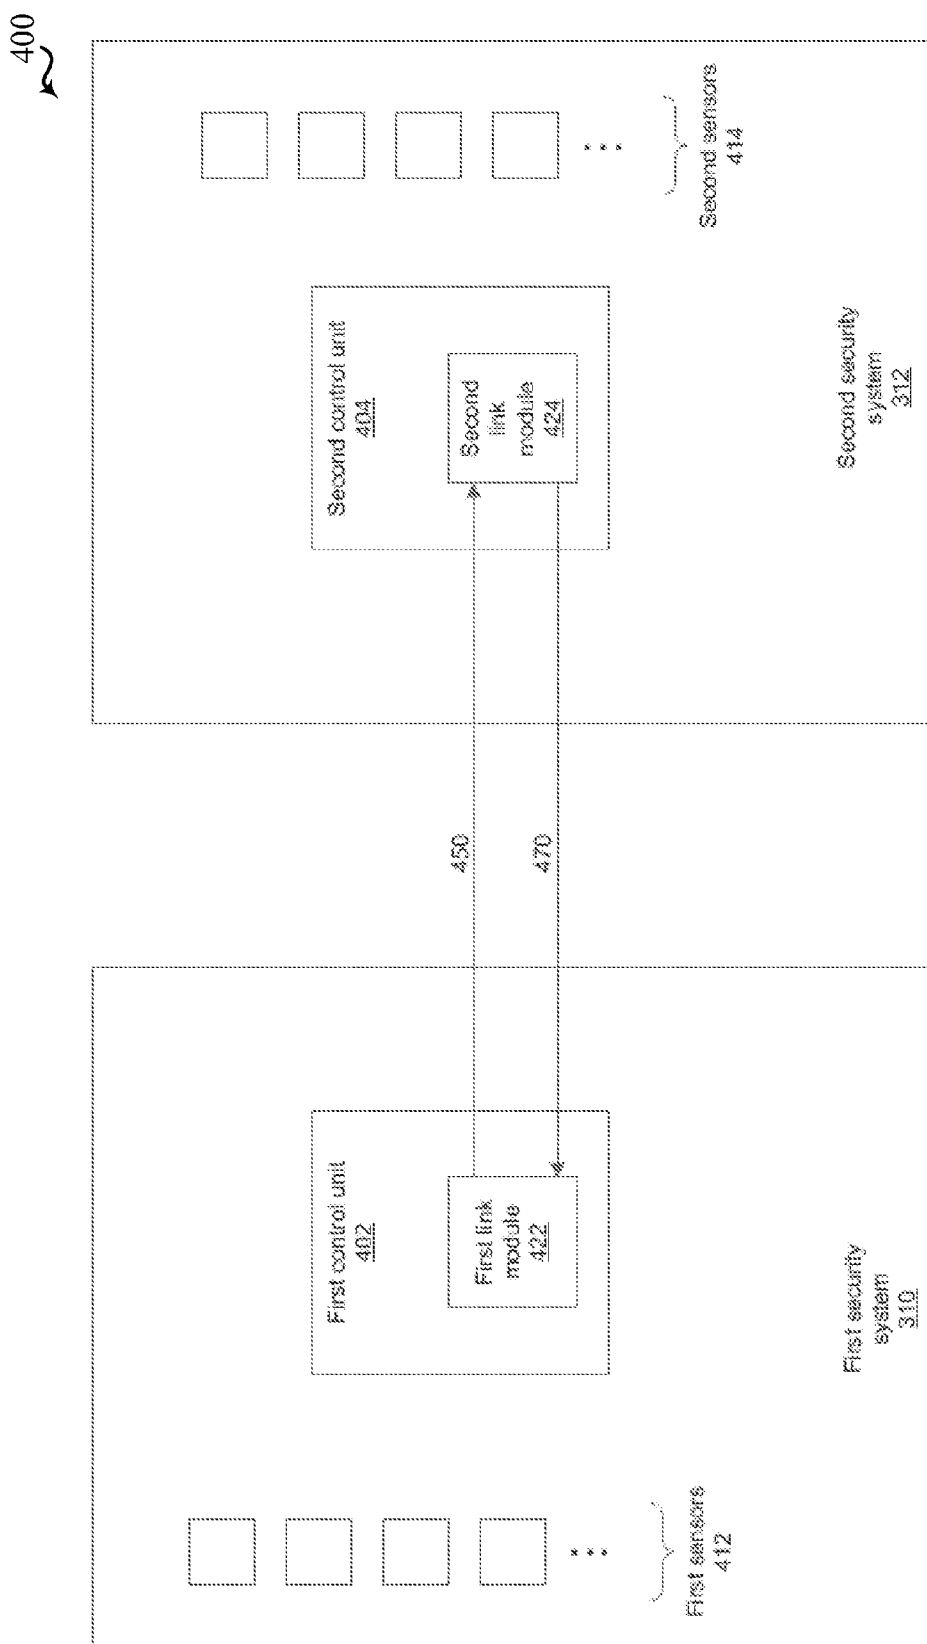 400
First sensors
412
First control unit
402
First link
module
422
First security
system
310
450
470
Second control unit
404
Second
link
module
424
Second security
system
312
Second sensors
414